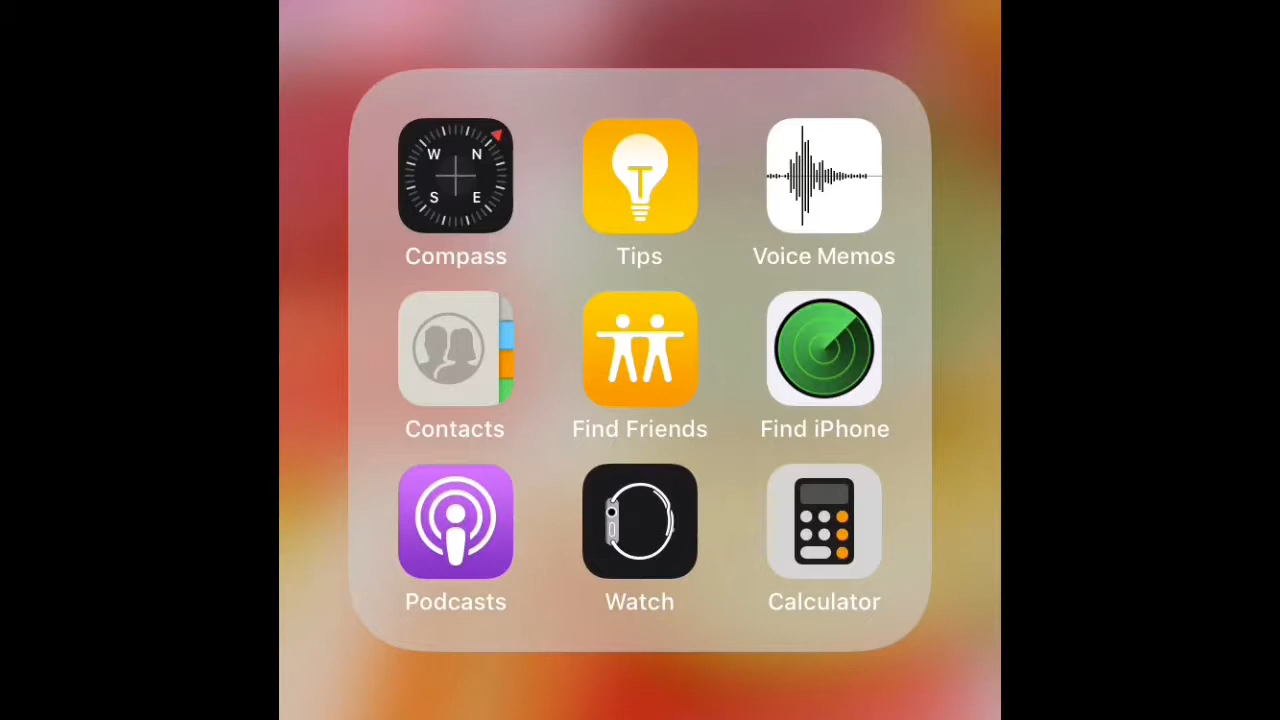 W N
S E
Compass
Tips
Voice Memos
Contacts
Find Friends
Find iPhone
Podcasts
Watch
Calculator